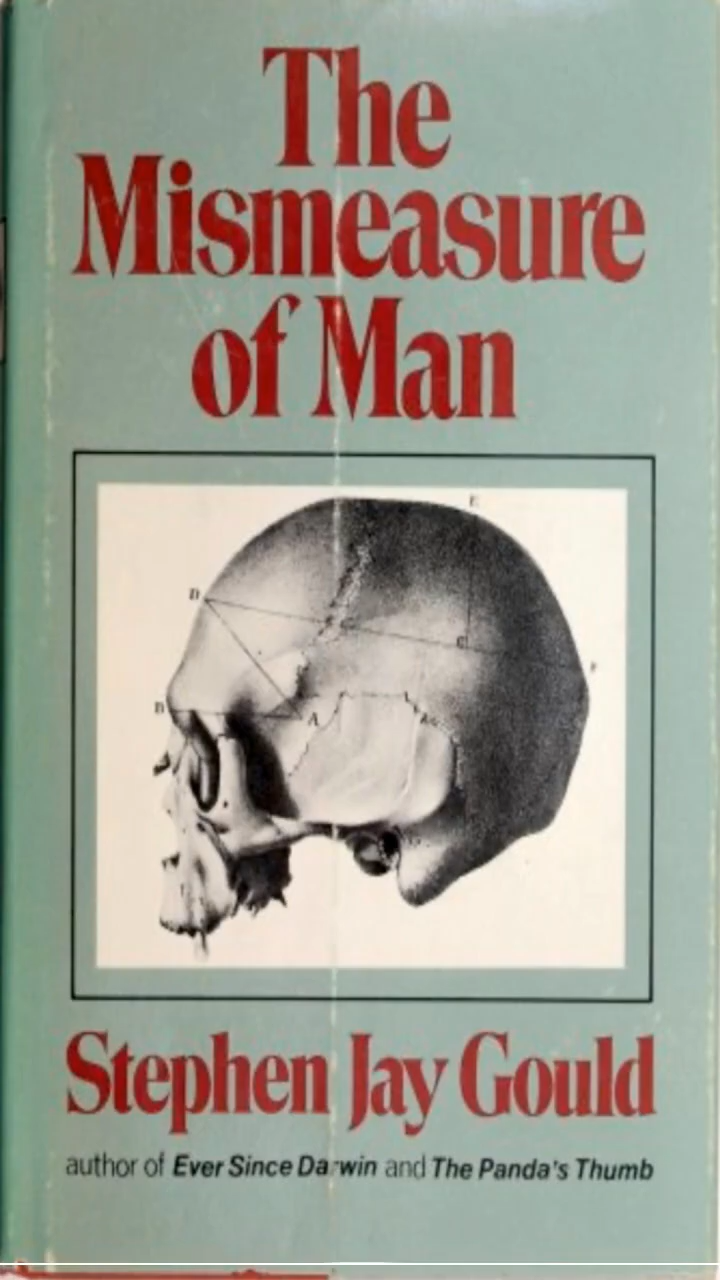 The
Mismeasure
of Man
E
D
C
F
B
A
Stephen Jay Gould
author of Ever Since Darwin and The Panda's Thumb